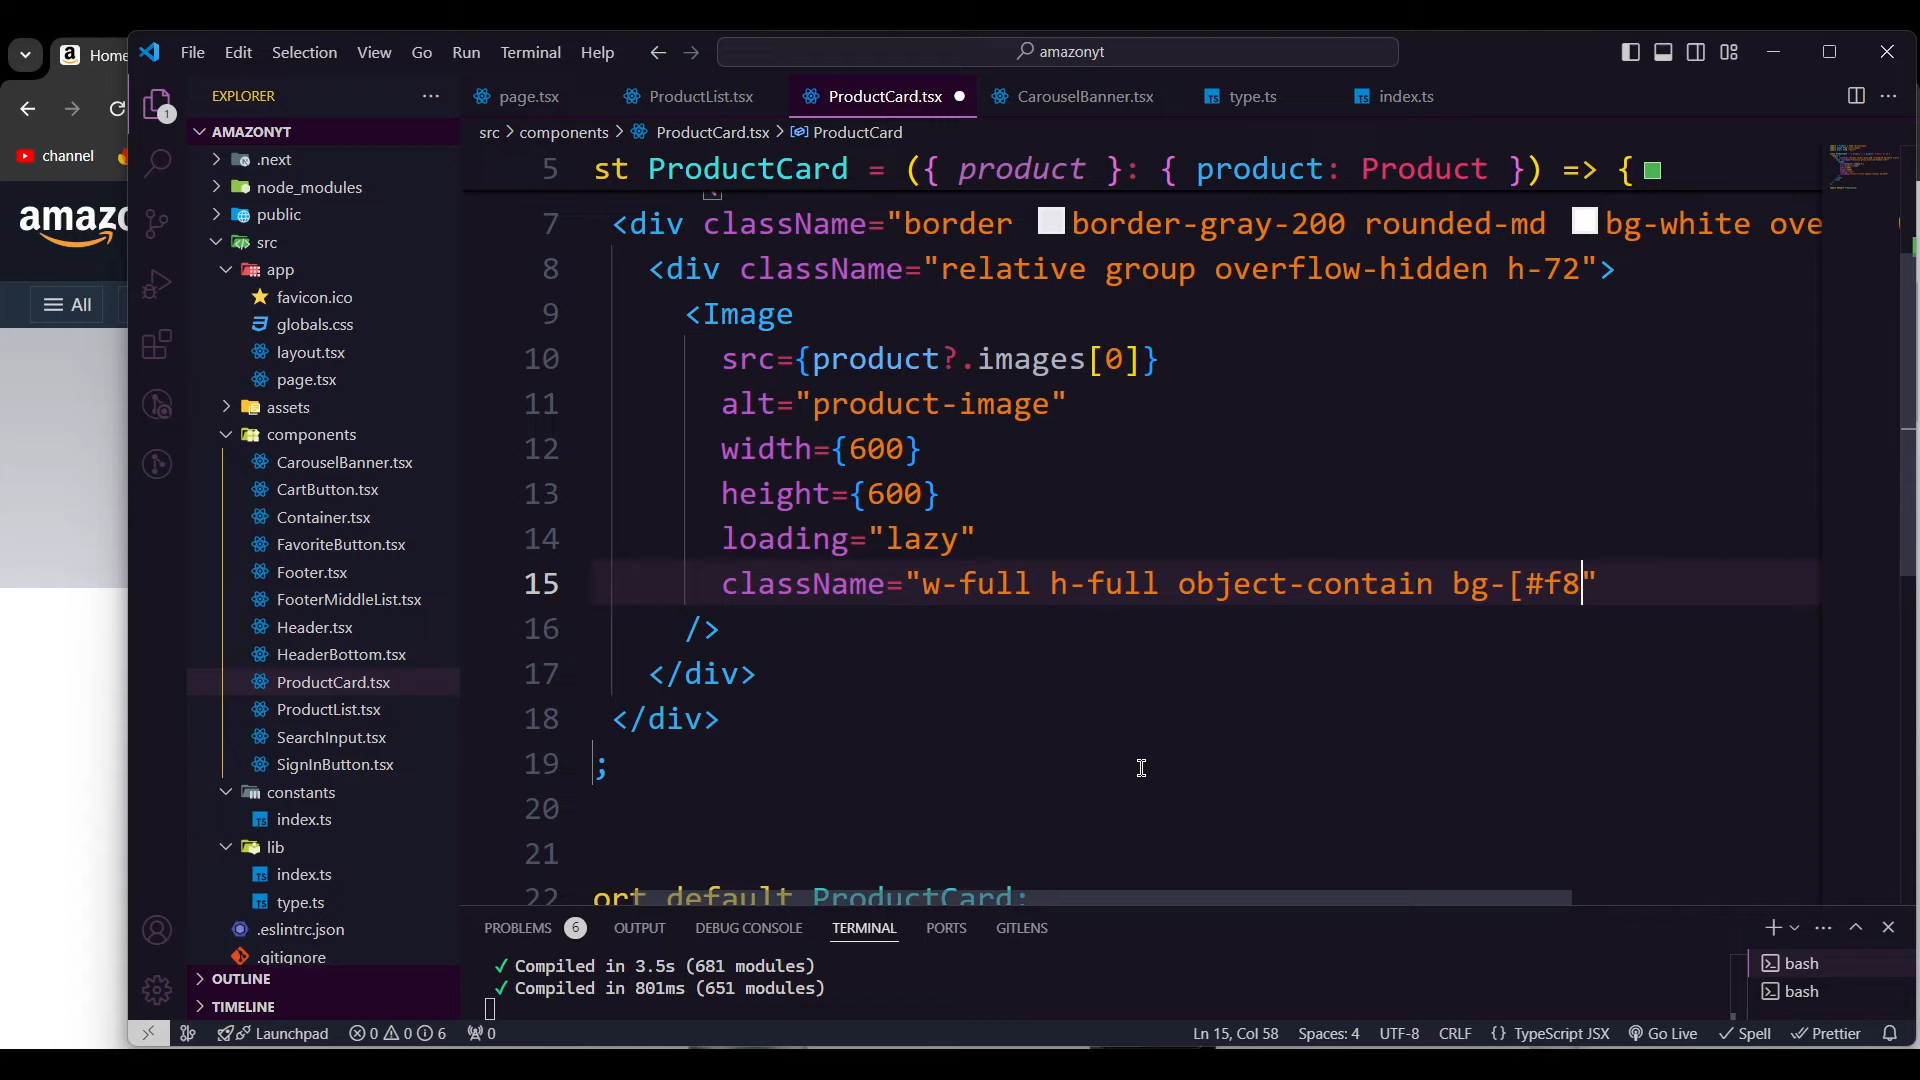 Home
channel
amazo
All
File Edit Selection View Go Run Terminal Help
amazonyt
EXPLORER
AMAZONYT
.next
node_modules
public
src
app
favicon.ico
globals.css
layout.tsx
page.tsx
assets
components
CarouselBanner.tsx
CartButton.tsx
Container.tsx
FavoriteButton.tsx
Footer.tsx
FooterMiddleList.tsx
Header.tsx
HeaderBottom.tsx
ProductCard.tsx
ProductList.tsx
SearchInput.tsx
SignInButton.tsx
constants
index.ts
lib
index.ts
type.ts
.eslintrc.json
.gitignore
OUTLINE
TIMELINE
1
page.tsx ProductList.tsx ProductCard.tsx CarouselBanner.tsx type.ts index.ts
src > components > ProductCard.tsx > ProductCard
5 st ProductCard = ({ product }: { product: Product }) => {
7 <div className="border border-gray-200 rounded-md bg-white ove
8 <div className="relative group overflow-hidden h-72">
9 <Image
10 src={product?.images[0]}
11 alt="product-image"
12 width={600}
13 height={600}
14 loading="lazy"
15 className="w-full h-full object-contain bg-[#f8"
16 />
17 </div>
18 </div>
19 ;
20
21
22 ort default ProductCard;
PROBLEMS 6 OUTPUT DEBUG CONSOLE TERMINAL PORTS GITLENS
✓ Compiled in 3.5s (681 modules)
✓ Compiled in 801ms (651 modules)
bash
bash
Launchpad 0 0 6 0 Ln 15, Col 58 Spaces: 4 UTF-8 CRLF {} TypeScript JSX Go Live Spell Prettier